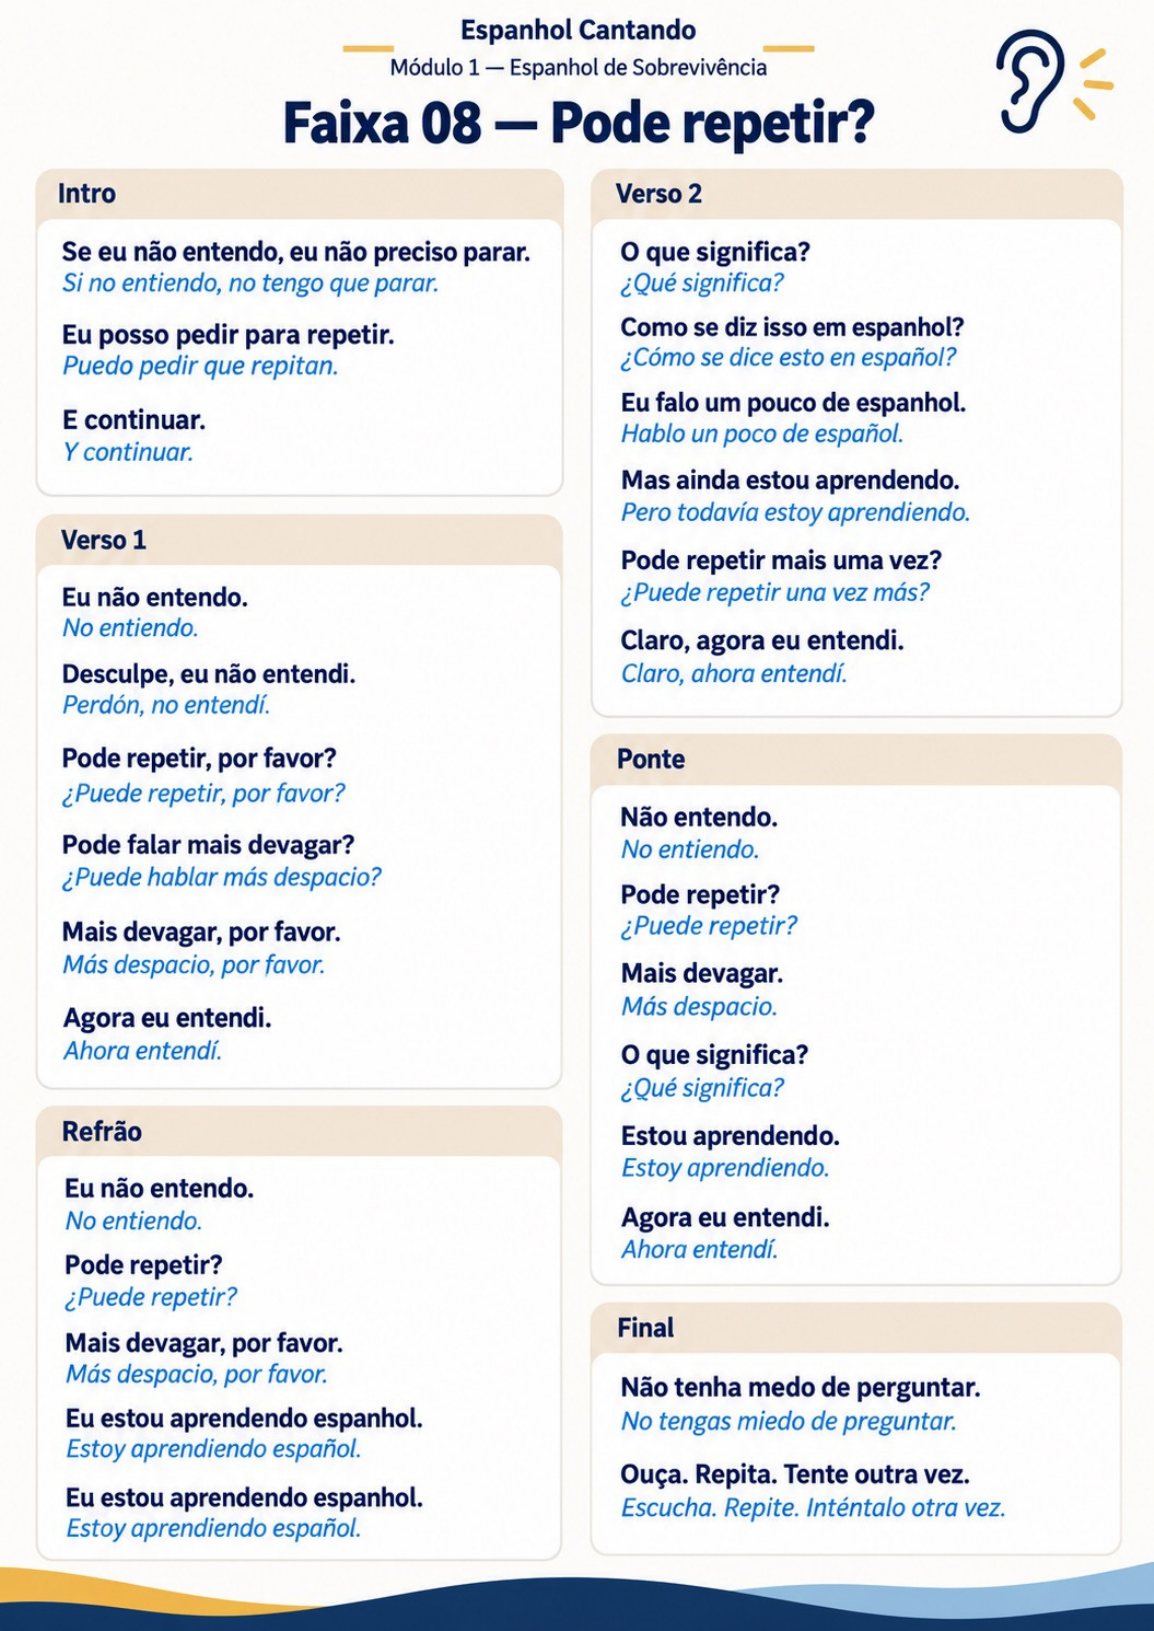 Espanhol Cantando
Módulo 1 — Espanhol de Sobrevivência
Faixa 08 — Pode repetir?
Intro
Se eu não entendo, eu não preciso parar.
Si no entiendo, no tengo que parar.
Eu posso pedir para repetir.
Puedo pedir que repitan.
E continuar.
Y continuar.
Verso 1
Eu não entendo.
No entiendo.
Desculpe, eu não entendi.
Perdón, no entendí.
Pode repetir, por favor?
¿Puede repetir, por favor?
Pode falar mais devagar?
¿Puede hablar más despacio?
Mais devagar, por favor.
Más despacio, por favor.
Agora eu entendi.
Ahora entendí.
Refrão
Eu não entendo.
No entiendo.
Pode repetir?
¿Puede repetir?
Mais devagar, por favor.
Más despacio, por favor.
Eu estou aprendendo espanhol.
Estoy aprendiendo español.
Eu estou aprendendo espanhol.
Estoy aprendiendo español.
Verso 2
O que significa?
¿Qué significa?
Como se diz isso em espanhol?
¿Cómo se dice esto en español?
Eu falo um pouco de espanhol.
Hablo un poco de español.
Mas ainda estou aprendendo.
Pero todavía estoy aprendiendo.
Pode repetir mais uma vez?
¿Puede repetir una vez más?
Claro, agora eu entendi.
Claro, ahora entendí.
Ponte
Não entendo.
No entiendo.
Pode repetir?
¿Puede repetir?
Mais devagar.
Más despacio.
O que significa?
¿Qué significa?
Estou aprendendo.
Estoy aprendiendo.
Agora eu entendi.
Ahora entendí.
Final
Não tenha medo de perguntar.
No tengas miedo de preguntar.
Ouça. Repita. Tente outra vez.
Escucha. Repite. Inténtalo otra vez.